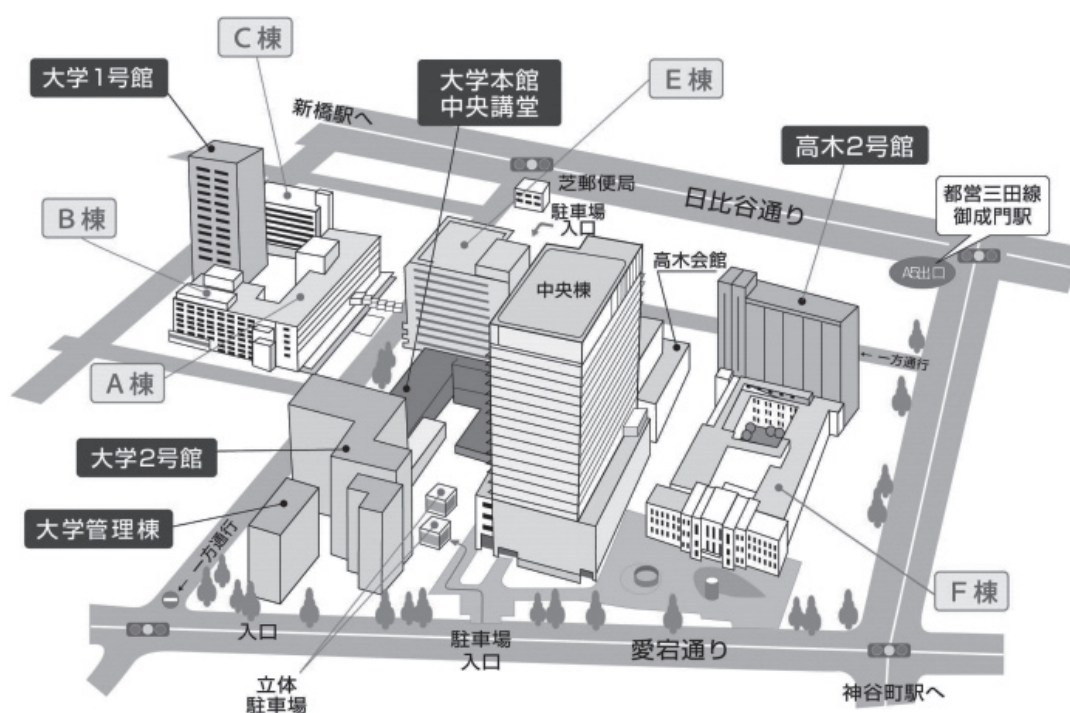 C棟
大学1号館
大学本館
中央講堂
E棟
新橋駅へ
高木2号館
芝郵便局
日比谷通り
都営三田線
御成門駅
B棟
駐車場
入口
高木会館
A5出口
中央棟
←一方通行
A棟
大学2号館
大学管理棟
←一方通行
F棟
入口
駐車場
入口
愛宕通り
立体
駐車場
神谷町駅へ